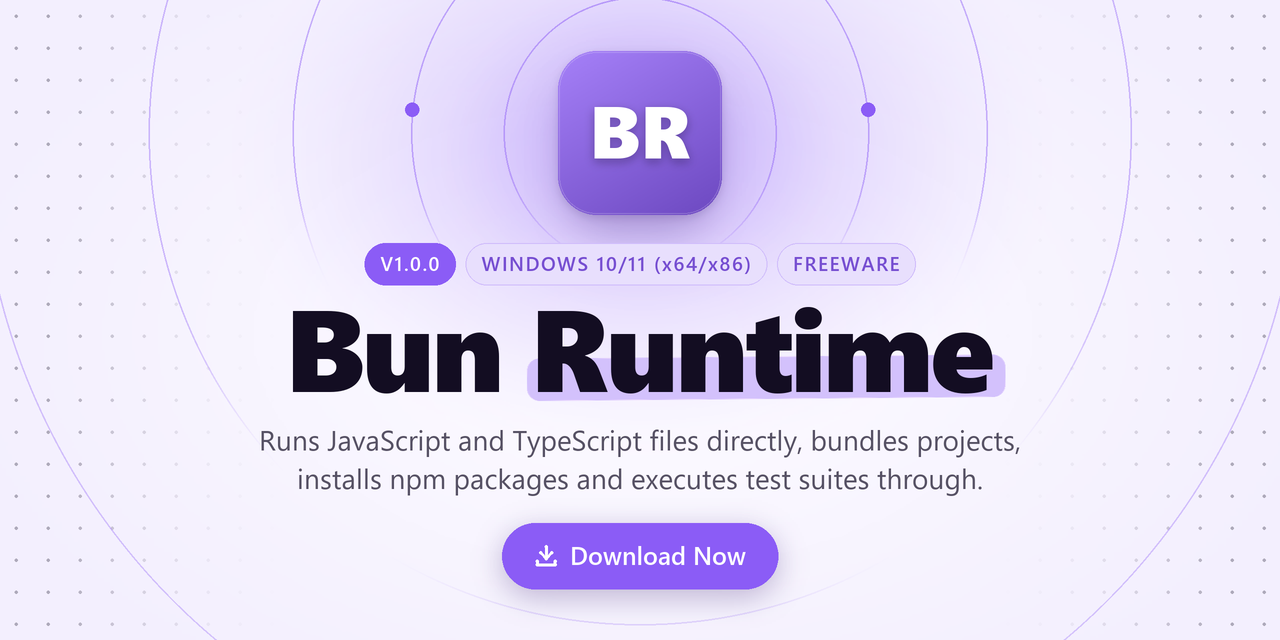 BR
V1.0.0 WINDOWS 10/11 (x64/x86) FREEWARE
Bun Runtime
Runs JavaScript and TypeScript files directly, bundles projects,
installs npm packages and executes test suites through.
Download Now